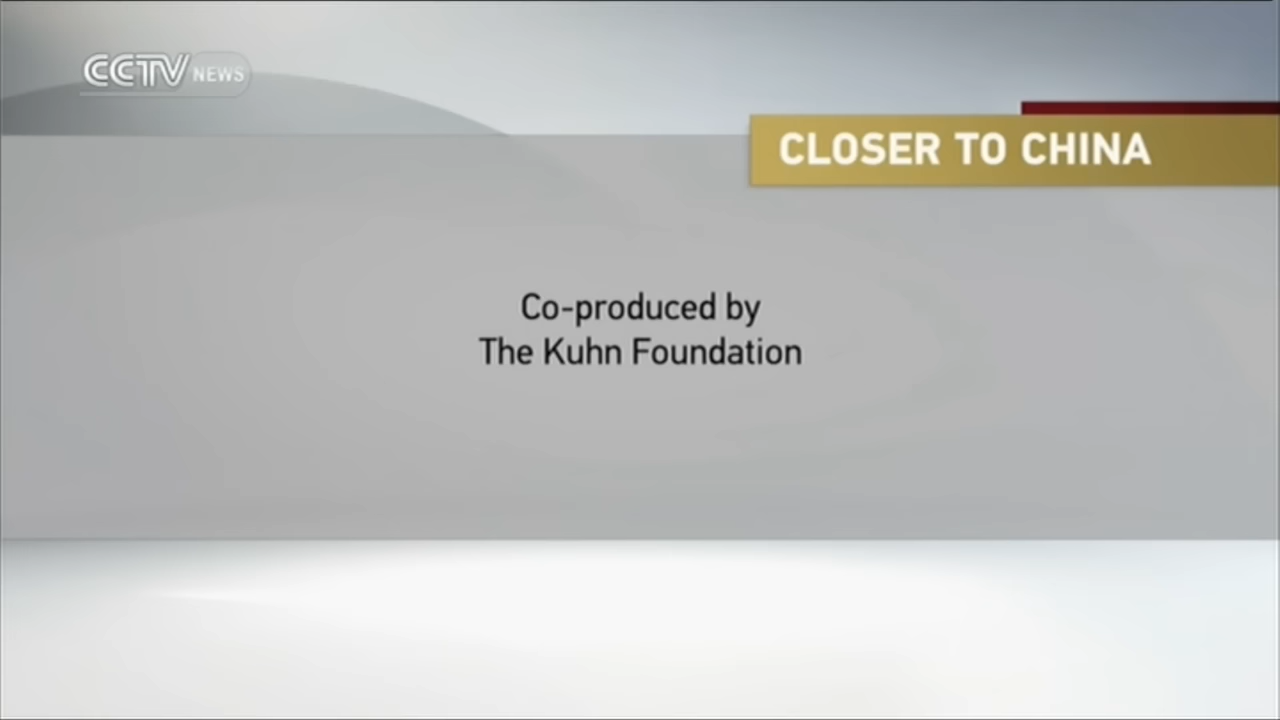 CCTV NEWS
CLOSER TO CHINA
Co-produced by
The Kuhn Foundation